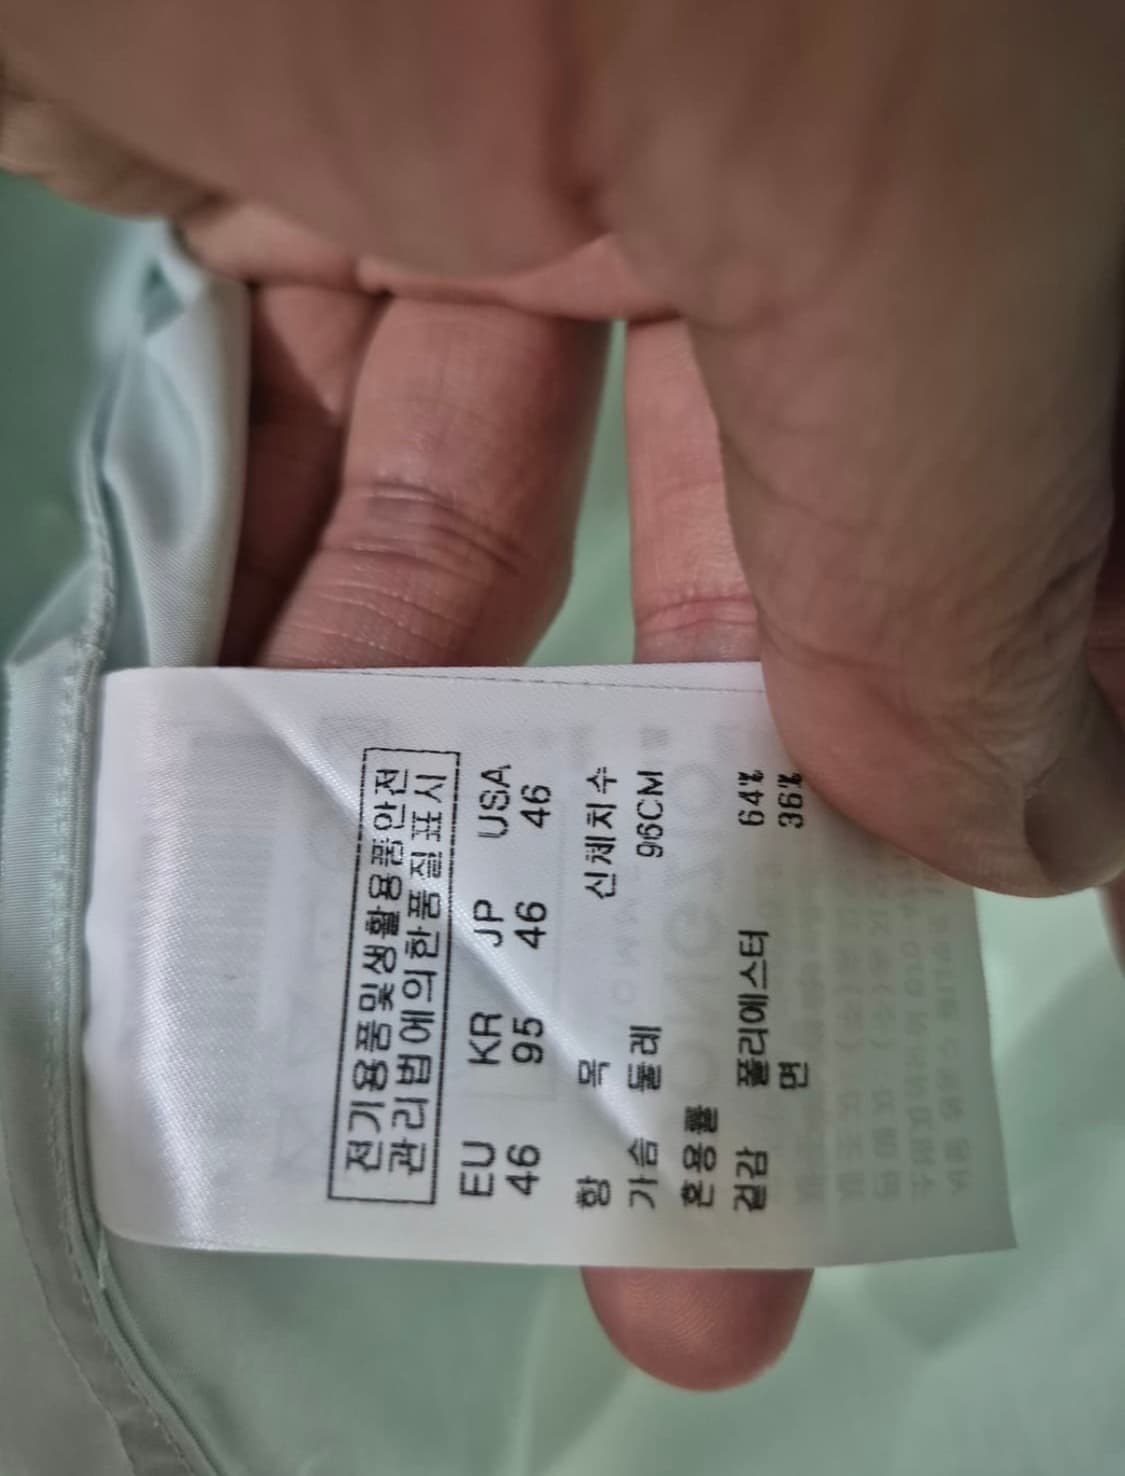 전기용품및생활용품안전
관리법에의한품질표시
EU KR JP USA
46 95 46 46
항 목 신체치수
가슴 둘레 96CM
혼용률
겉감 폴리에스터 64%
면 36%